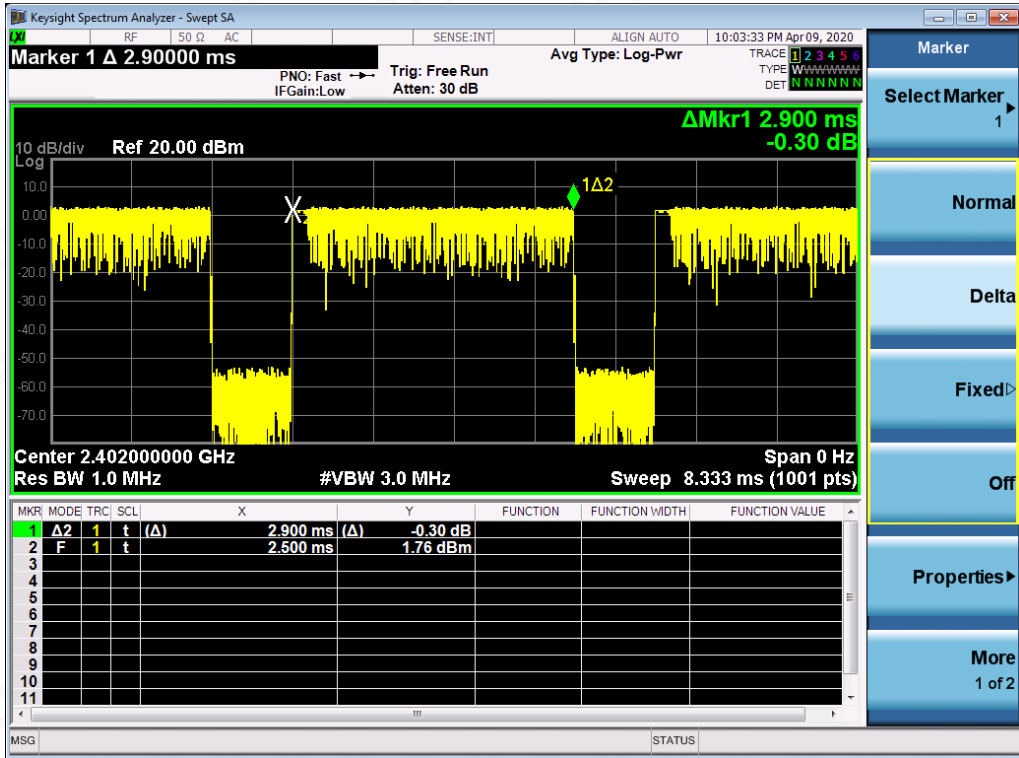 Keysight Spectrum Analyzer - Swept SA
LXI RF 50 Ω AC SENSE:INT ALIGN AUTO 10:03:33 PM Apr 09, 2020
Marker 1 Δ 2.90000 ms
PNO: Fast
IFGain:Low
Trig: Free Run
Atten: 30 dB
Avg Type: Log-Pwr
TRACE 1 2 3 4 5 6
TYPE WWWWWW
DET N N N N N N
ΔMkr1 2.900 ms
-0.30 dB
10 dB/div Ref 20.00 dBm
Log
10.0
0.00
-10.0
-20.0
-30.0
-40.0
-50.0
-60.0
-70.0
1Δ2
2
Center 2.402000000 GHz Span 0 Hz
Res BW 1.0 MHz #VBW 3.0 MHz Sweep 8.333 ms (1001 pts)
MKR MODE TRC SCL X Y FUNCTION FUNCTION WIDTH FUNCTION VALUE
1 Δ2 1 t (Δ) 2.900 ms (Δ) -0.30 dB
2 F 1 t 2.500 ms 1.76 dBm
3
4
5
6
7
8
9
10
11
MSG STATUS
Marker
Select Marker
1
Normal
Delta
Fixed
Off
Properties
More
1 of 2